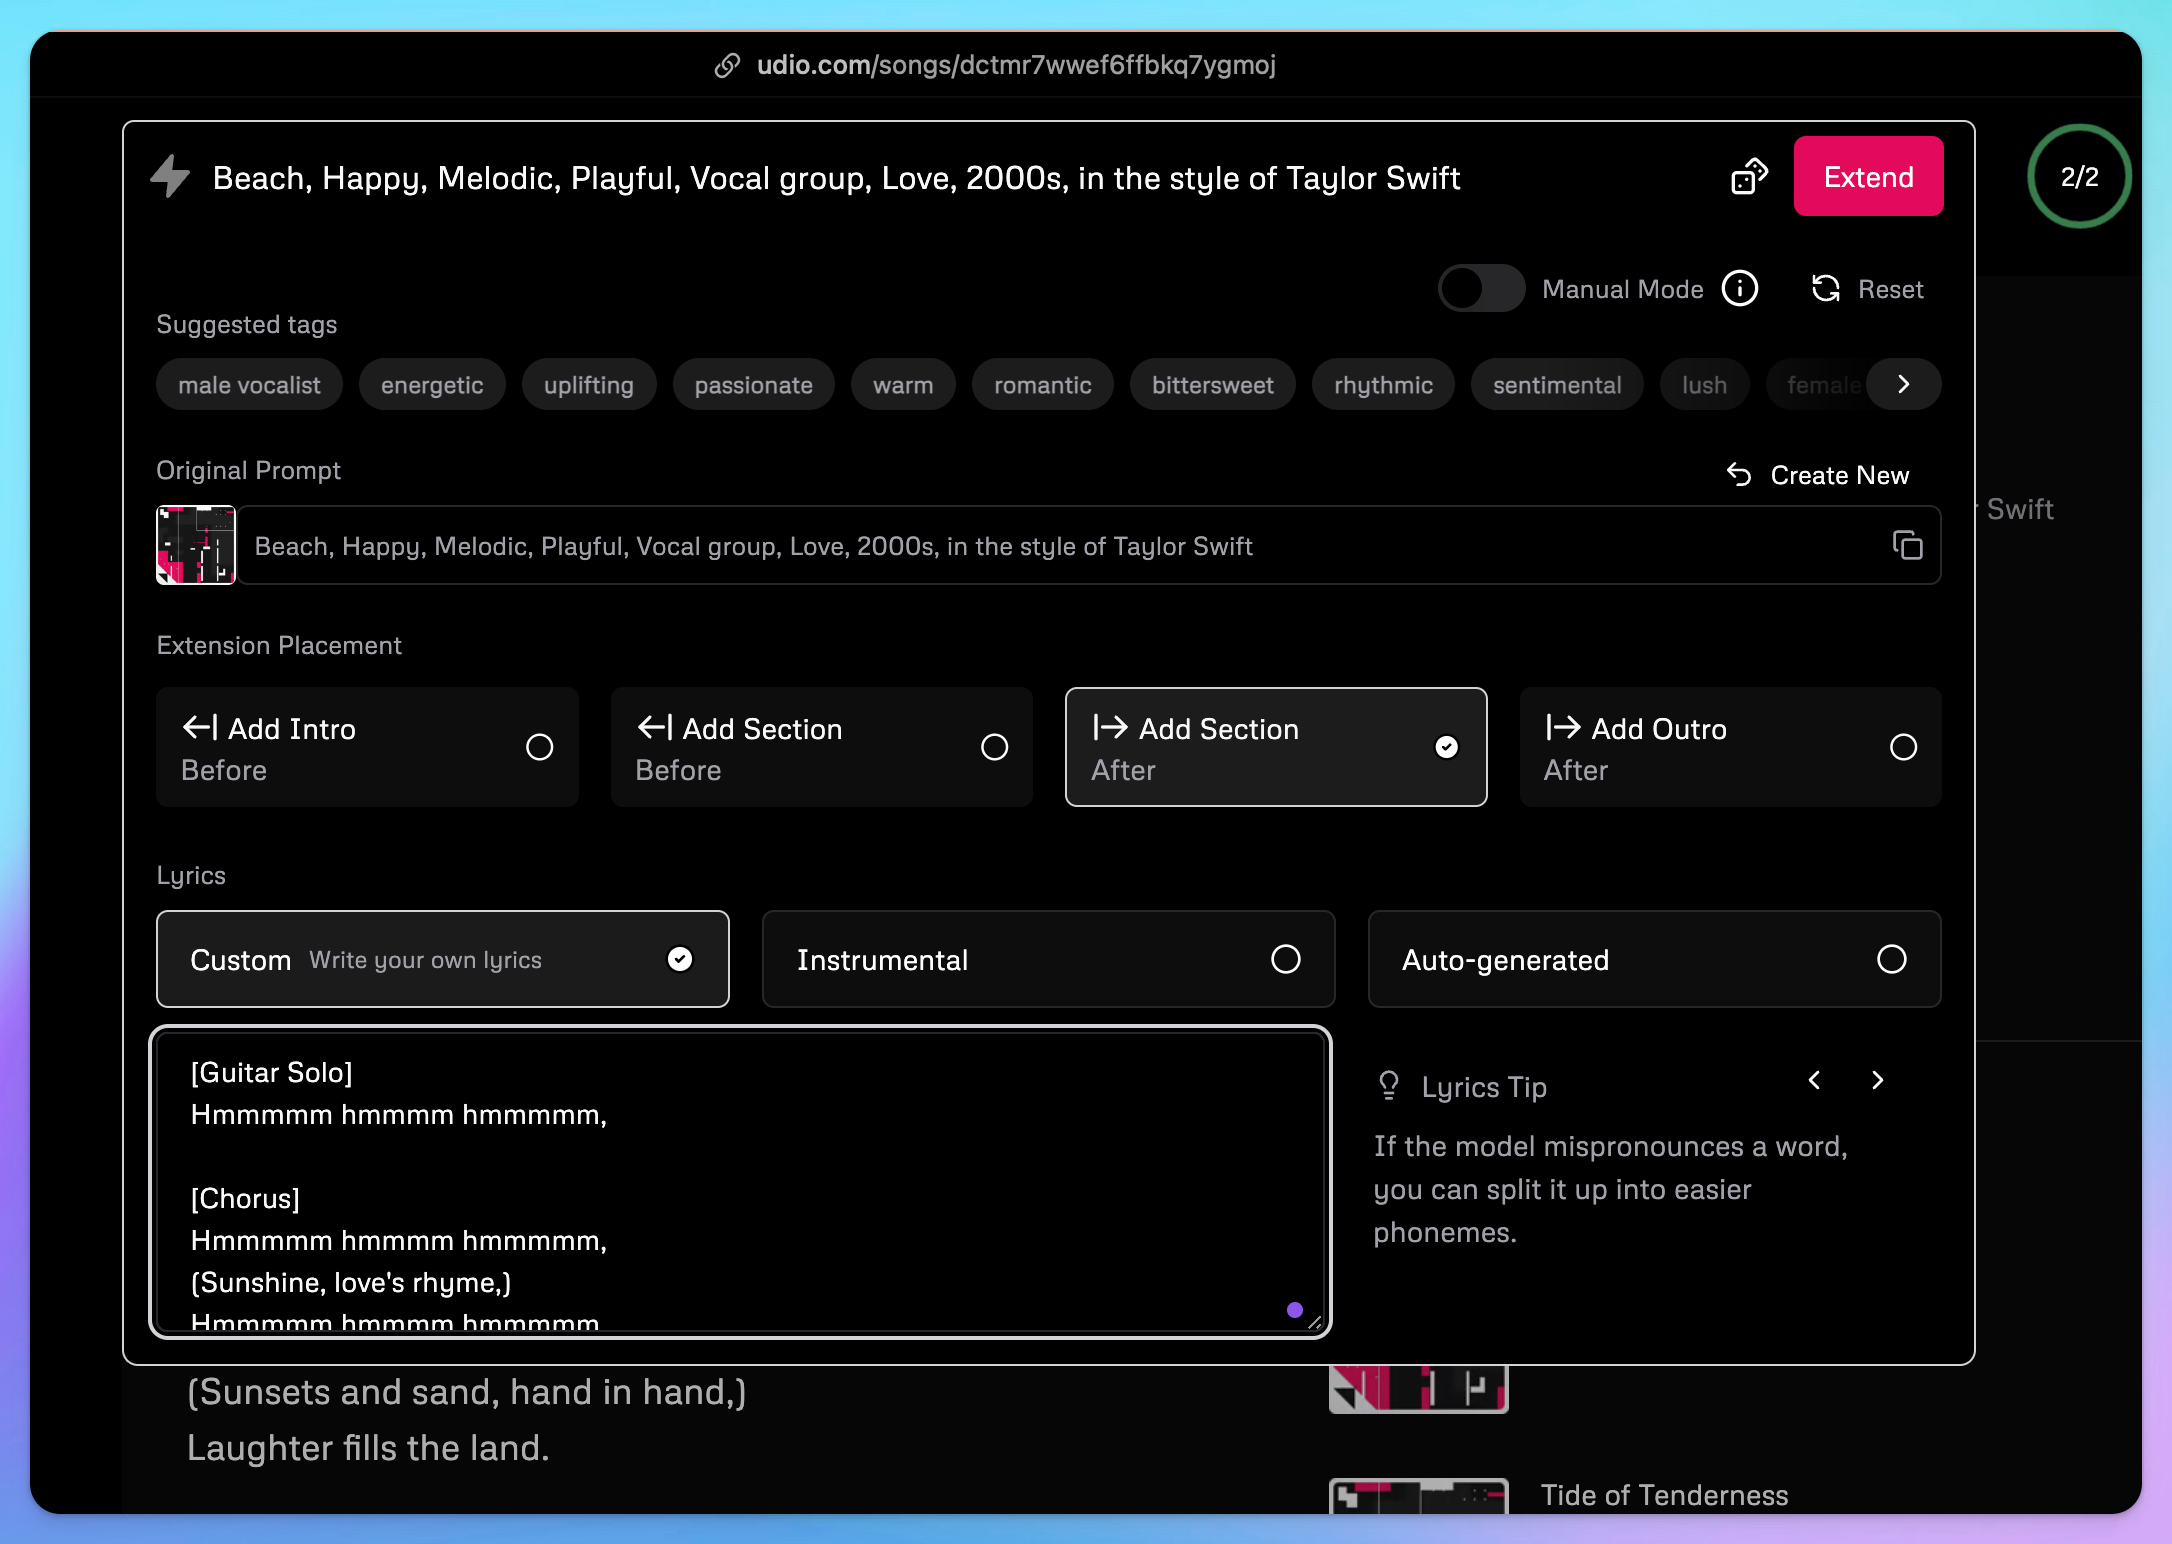 udio.com/songs/dctmr7wwef6ffbkq7ygmoj
Beach, Happy, Melodic, Playful, Vocal group, Love, 2000s, in the style of Taylor Swift
Extend
2/2
Manual Mode
Reset
Suggested tags
male vocalist energetic uplifting passionate warm romantic bittersweet rhythmic sentimental lush female
Original Prompt
Create New
Swift
Beach, Happy, Melodic, Playful, Vocal group, Love, 2000s, in the style of Taylor Swift
Extension Placement
Add Intro
Before
Add Section
Before
Add Section
After
Add Outro
After
Lyrics
Custom Write your own lyrics
Instrumental
Auto-generated
[Guitar Solo]
Hmmmmm hmmmm hmmmmm,
[Chorus]
Hmmmmm hmmmm hmmmmm,
(Sunshine, love's rhyme,)
Hmmmmm hmmmm hmmmmm
Lyrics Tip
If the model mispronounces a word,
you can split it up into easier
phonemes.
(Sunsets and sand, hand in hand,)
Laughter fills the land.
Tide of Tenderness